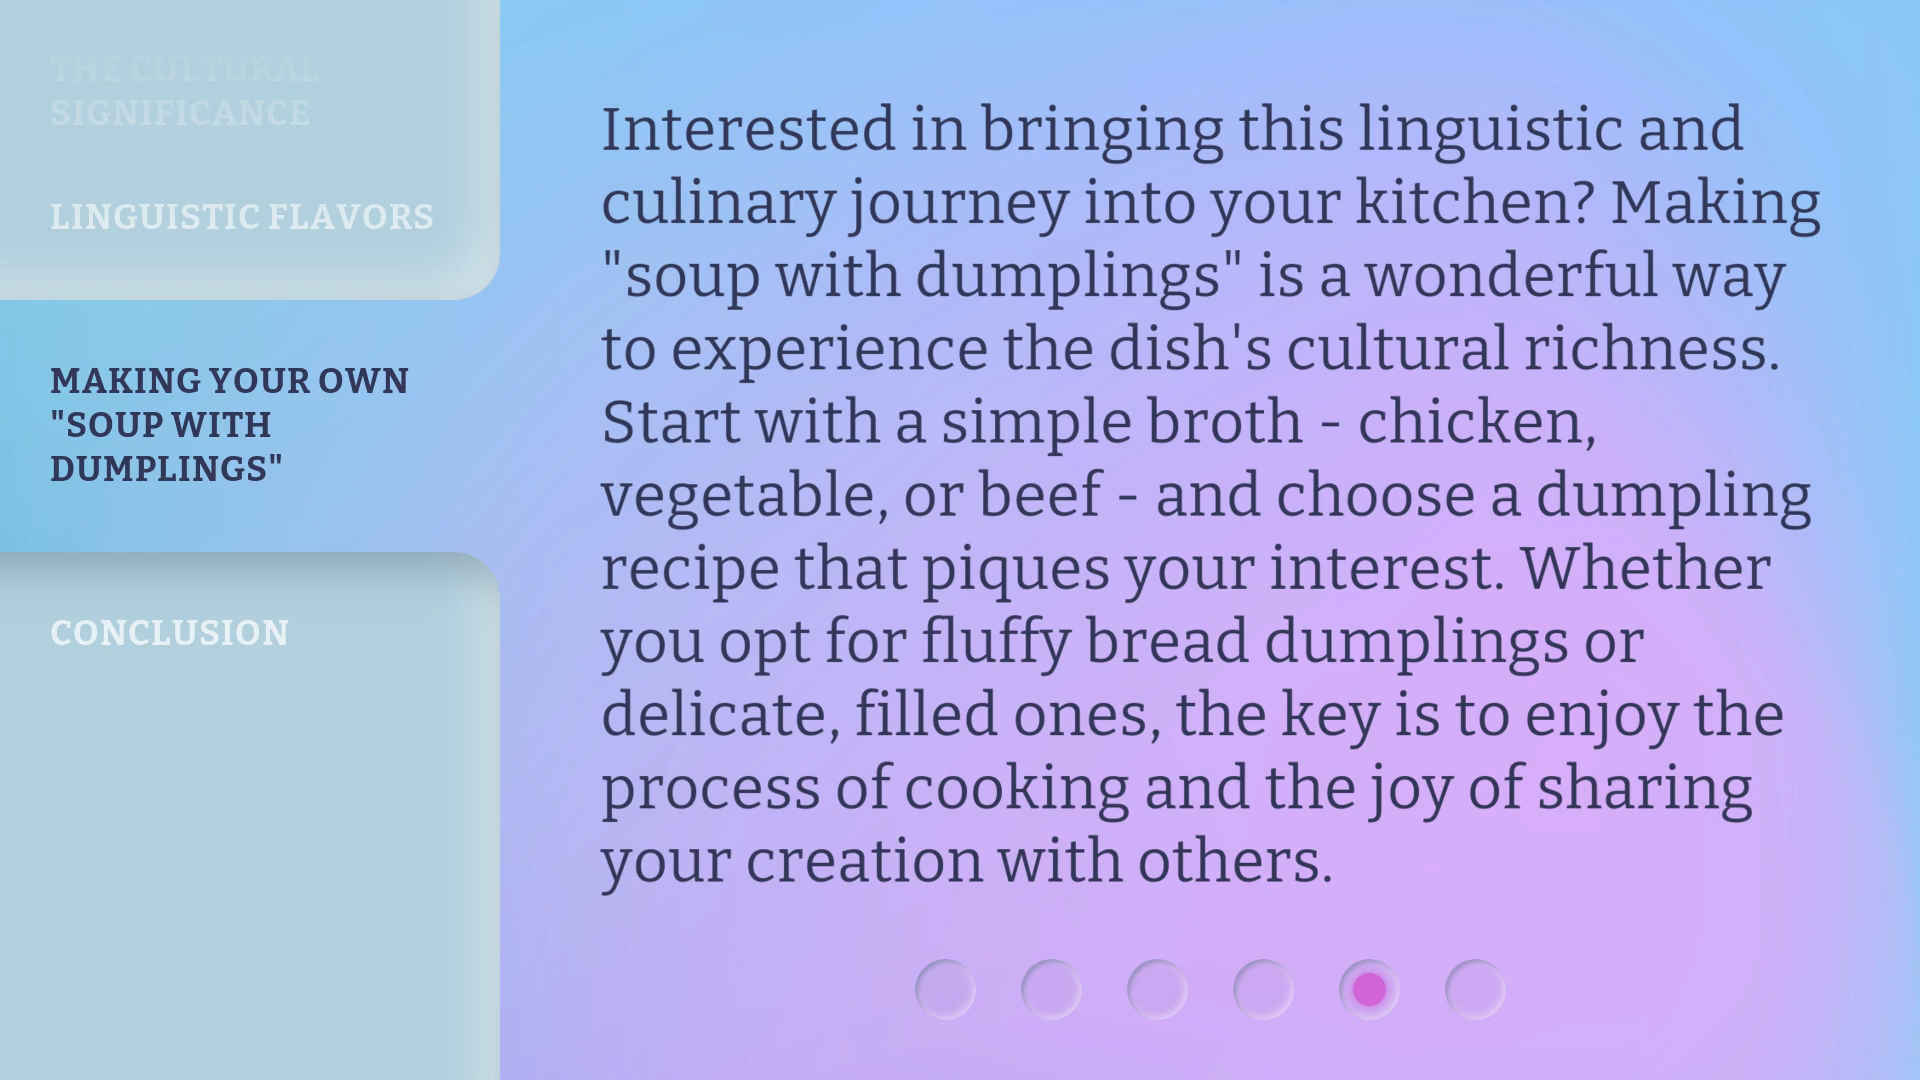 THE CULTURAL
SIGNIFICANCE
LINGUISTIC FLAVORS
MAKING YOUR OWN
"SOUP WITH
DUMPLINGS"
CONCLUSION
Interested in bringing this linguistic and
culinary journey into your kitchen? Making
"soup with dumplings" is a wonderful way
to experience the dish's cultural richness.
Start with a simple broth - chicken,
vegetable, or beef - and choose a dumpling
recipe that piques your interest. Whether
you opt for fluffy bread dumplings or
delicate, filled ones, the key is to enjoy the
process of cooking and the joy of sharing
your creation with others.